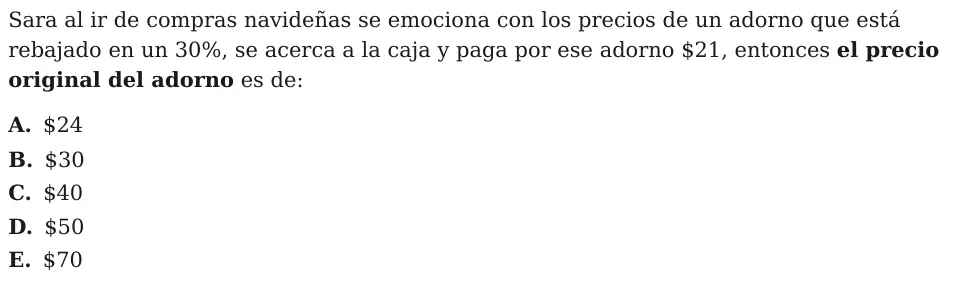 Sara al ir de compras navideñas se emociona con los precios de un adorno que está
rebajado en un 30%, se acerca a la caja y paga por ese adorno $21, entonces el precio
original del adorno es de:
A. $24
B. $30
C. $40
D. $50
E. $70